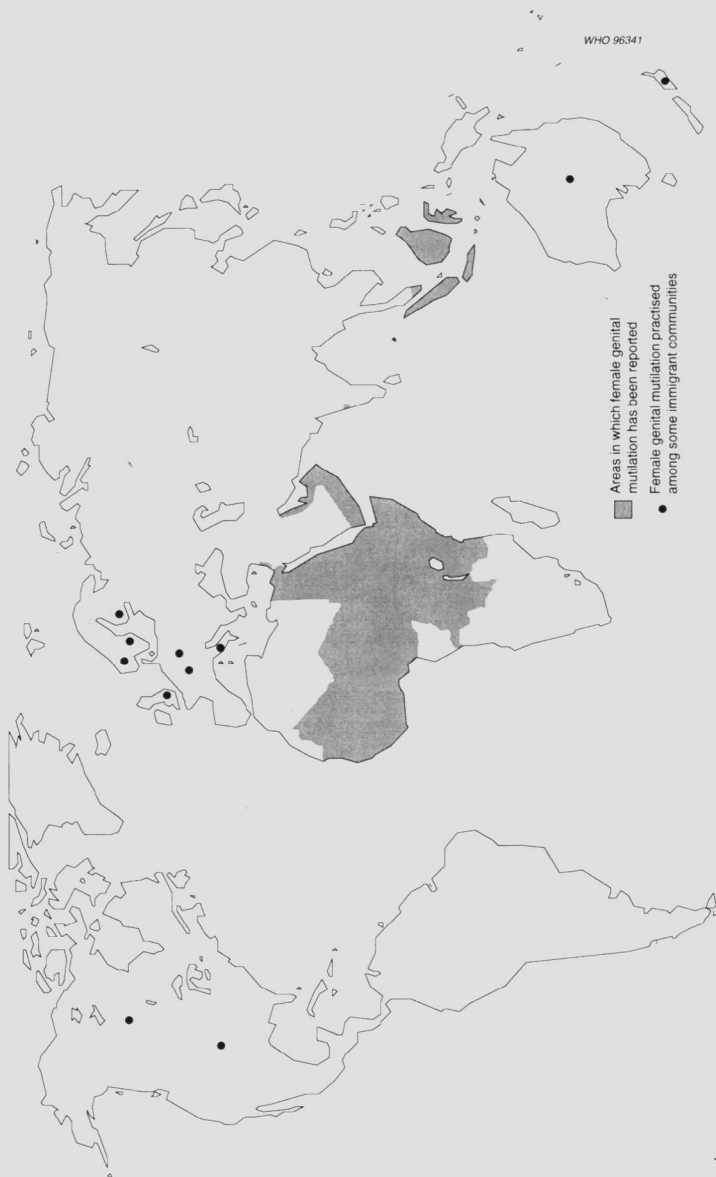 WHO 96341
Areas in which female genital
mutilation has been reported
Female genital mutilation practised
among some immigrant communities